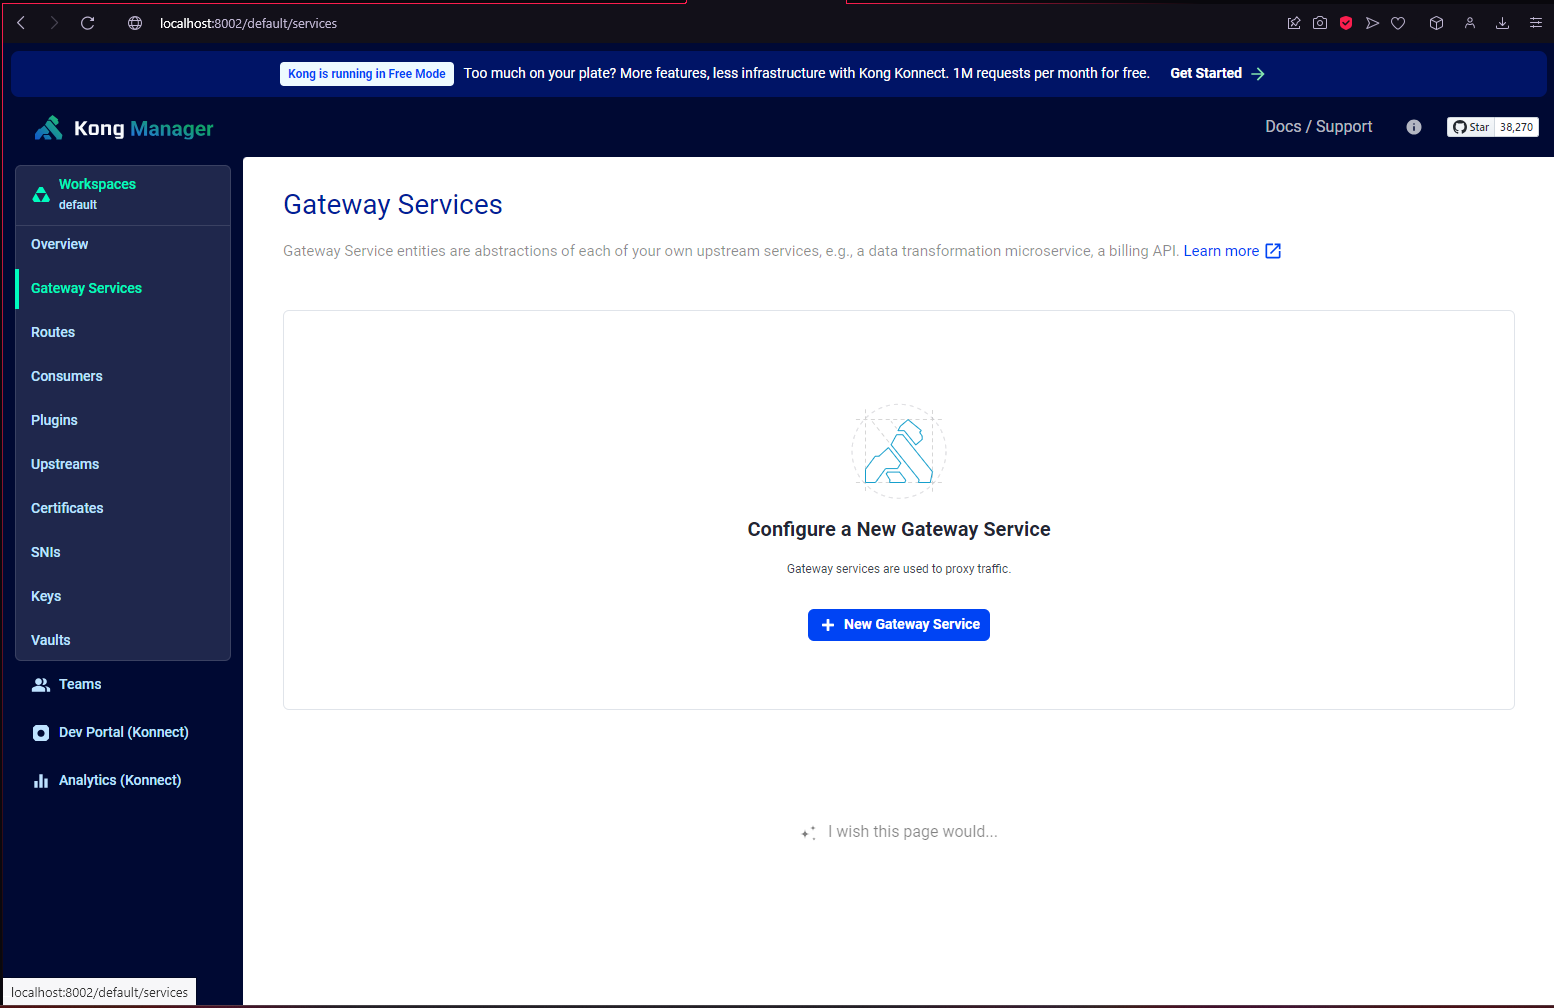 localhost:8002/default/services
Kong is running in Free Mode Too much on your plate? More features, less infrastructure with Kong Konnect. 1M requests per month for free. Get Started
Kong Manager
Docs / Support
Star 38,270
Workspaces
default
Overview
Gateway Services
Routes
Consumers
Plugins
Upstreams
Certificates
SNIs
Keys
Vaults
Teams
Dev Portal (Konnect)
Analytics (Konnect)
Gateway Services
Gateway Service entities are abstractions of each of your own upstream services, e.g., a data transformation microservice, a billing API. Learn more
Configure a New Gateway Service
Gateway services are used to proxy traffic.
New Gateway Service
I wish this page would...
localhost:8002/default/services